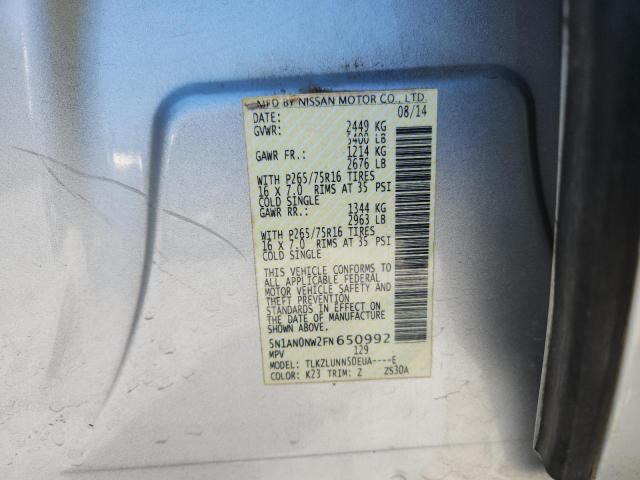 MFD BY NISSAN MOTOR CO., LTD.
DATE: 08/14
GVWR: 2449 KG
5400 LB
GAWR FR.: 1214 KG
2676 LB
WITH P265/75R16 TIRES
16 X 7.0 RIMS AT 35 PSI
COLD SINGLE
GAWR RR.: 1344 KG
2963 LB
WITH P265/75R16 TIRES
16 X 7.0 RIMS AT 35 PSI
COLD SINGLE
THIS VEHICLE CONFORMS TO
ALL APPLICABLE FEDERAL
MOTOR VEHICLE SAFETY AND
THEFT PREVENTION
STANDARDS IN EFFECT ON
THE DATE OF MANUFACTURE
SHOWN ABOVE.
5N1AN0NW2FN650992
MPV 129
MODEL: TLKZLUNN50EUA----E
COLOR: K23 TRIM: Z ZS30A